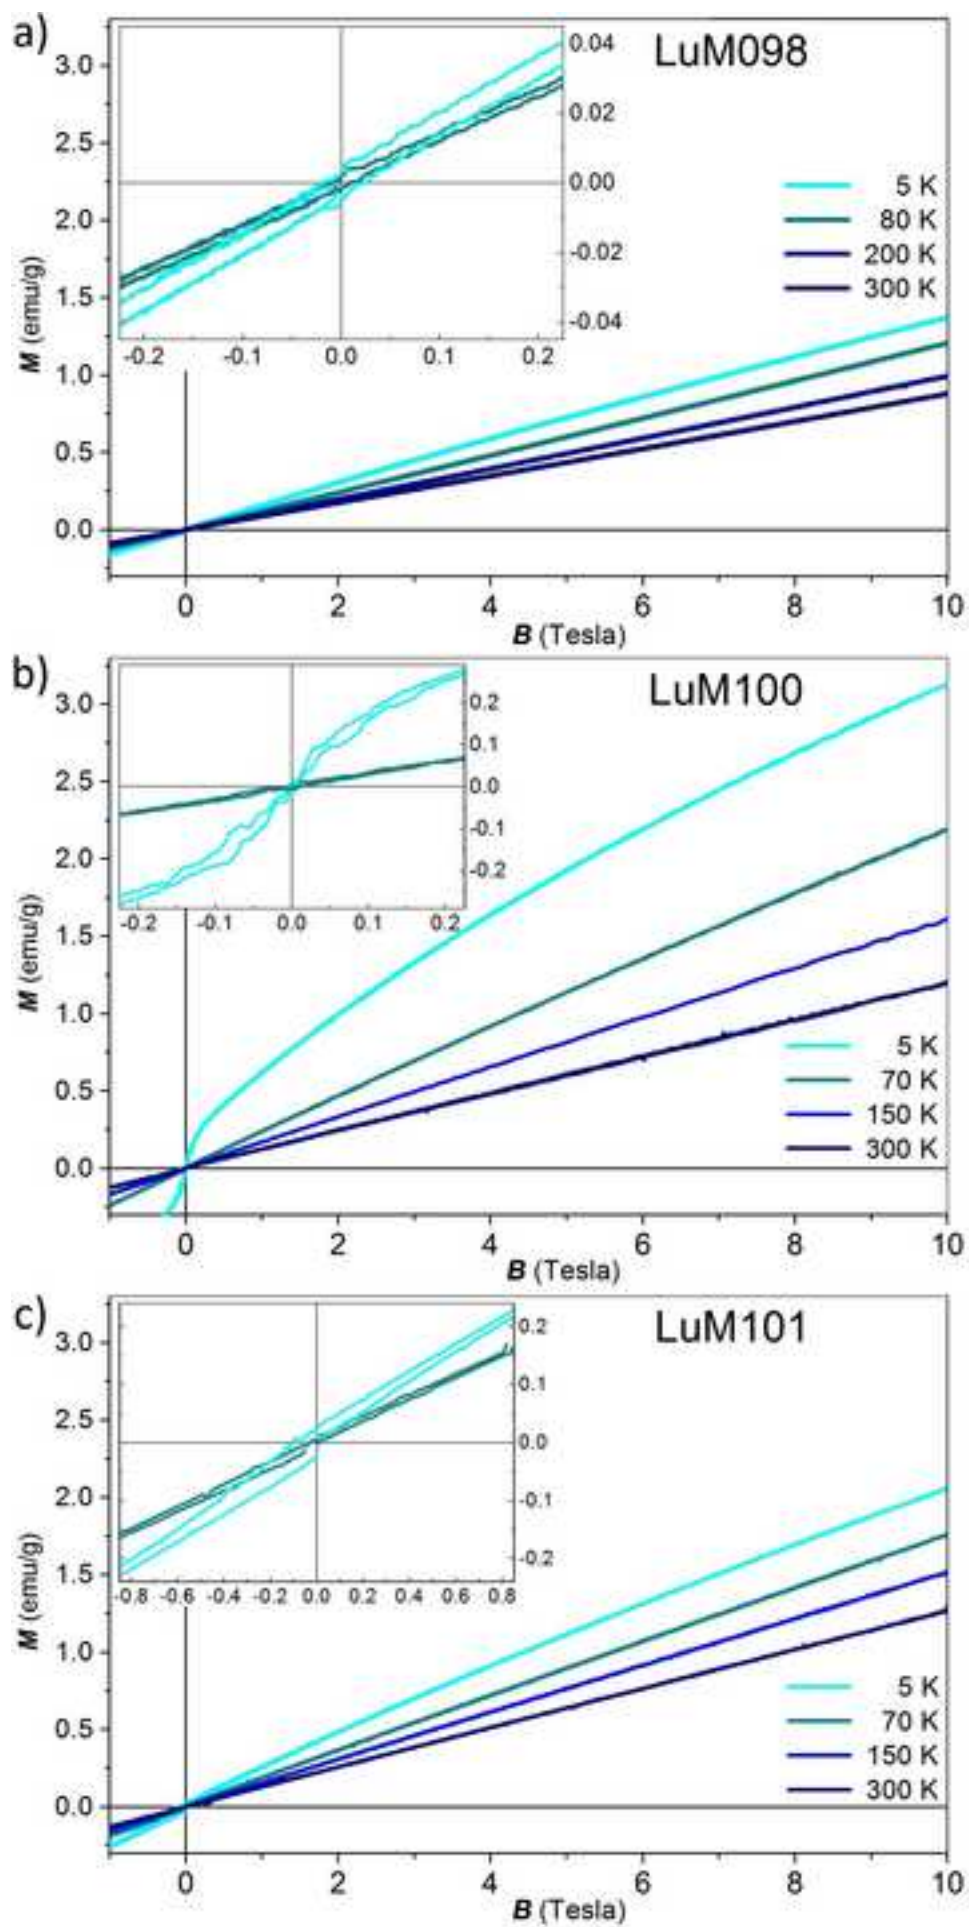 a)
LuM098
3.0
2.5
2.0
1.5
1.0
0.5
0.0
M (emu/g)
0.04
0.02
0.00
-0.02
-0.04
-0.2 -0.1 0.0 0.1 0.2
5 K
80 K
200 K
300 K
0 2 4 6 8 10
B (Tesla)
b)
LuM100
3.0
2.5
2.0
1.5
1.0
0.5
0.0
M (emu/g)
0.2
0.1
0.0
-0.1
-0.2
-0.2 -0.1 0.0 0.1 0.2
5 K
70 K
150 K
300 K
0 2 4 6 8 10
B (Tesla)
c)
LuM101
3.0
2.5
2.0
1.5
1.0
0.5
0.0
M (emu/g)
0.2
0.1
0.0
-0.1
-0.2
-0.8 -0.6 -0.4 -0.2 0.0 0.2 0.4 0.6 0.8
5 K
70 K
150 K
300 K
0 2 4 6 8 10
B (Tesla)